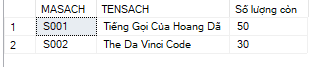 MASACH TENSACH Số lượng còn
1 S001 Tiếng Gọi Của Hoang Dã 50
2 S002 The Da Vinci Code 30